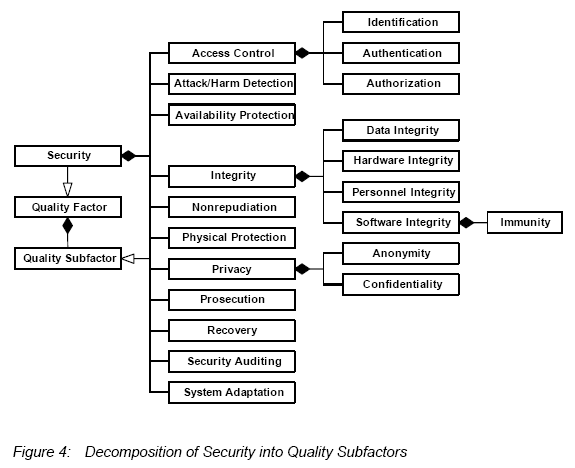 Identification
Access Control
Authentication
Attack/Harm Detection
Authorization
Availability Protection
Data Integrity
Security
Hardware Integrity
Integrity
Personnel Integrity
Quality Factor
Nonrepudiation
Software Integrity
Immunity
Physical Protection
Quality Subfactor
Anonymity
Privacy
Confidentiality
Prosecution
Recovery
Security Auditing
System Adaptation
Figure 4: Decomposition of Security into Quality Subfactors